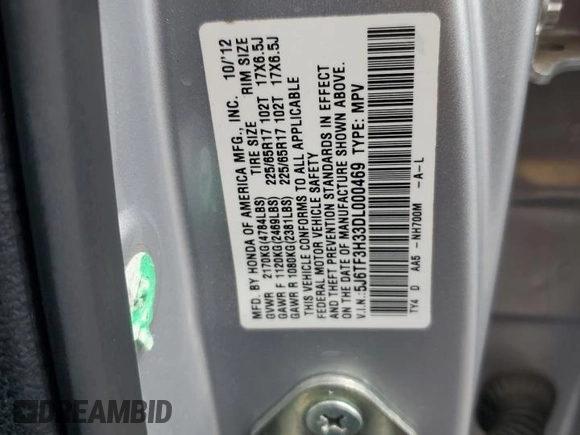 MFD. BY HONDA OF AMERICA MFG., INC. 10/'12
GVWR 2170KG(4784LBS) TIRE SIZE RIM SIZE
GAWR F 1120KG(2469LBS) 225/65R17 102T 17X6.5J
GAWR R 1080KG(2381LBS) 225/65R17 102T 17X6.5J
THIS VEHICLE CONFORMS TO ALL APPLICABLE
FEDERAL MOTOR VEHICLE SAFETY
AND THEFT PREVENTION STANDARDS IN EFFECT
ON THE DATE OF MANUFACTURE SHOWN ABOVE.
V.I.N.: 5J6TF3H33DL000469 TYPE: MPV
TY4 D AA5 -NH700M -A-L
DREAMBID